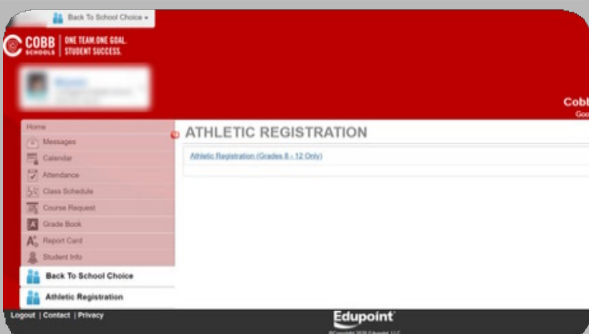 Back To School Choice
COBB
SCHOOLS
ONE TEAM.ONE GOAL.
STUDENT SUCCESS.
Cobb
Home
Messages
Calendar
Attendance
Class Schedule
Course Request
Grade Book
Report Card
Student Info
Back To School Choice
Athletic Registration
ATHLETIC REGISTRATION
Athletic Registration (Grades 8 - 12 Only)
Logout | Contact | Privacy
Edupoint